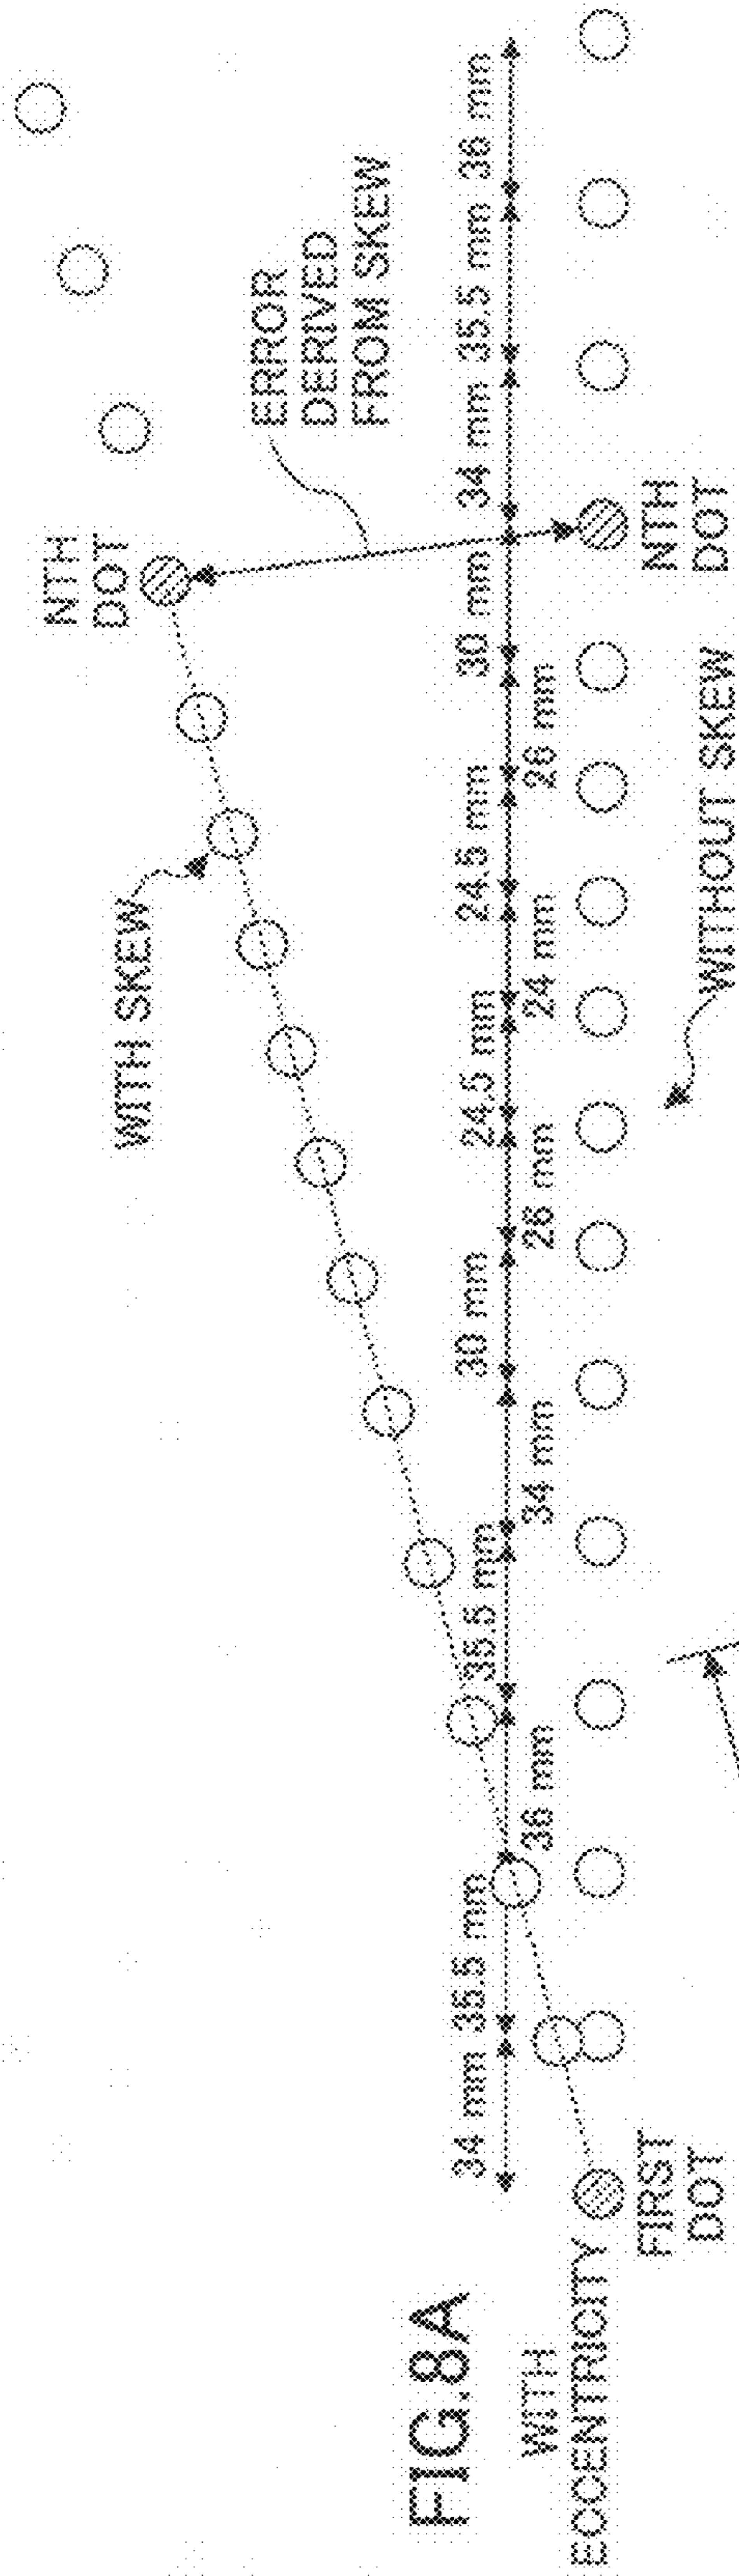 FIG.8A
WITH
ECCENTRICITY
FIRST
DOT
34 mm
35.5 mm
36 mm
35.5 mm
34 mm
30 mm
26 mm
24.5 mm
24 mm
24.5 mm
26 mm
30 mm
34 mm
35.5 mm
36 mm
WITH SKEW
WITHOUT SKEW
NTH
DOT
NTH
DOT
ERROR
DERIVED
FROM SKEW